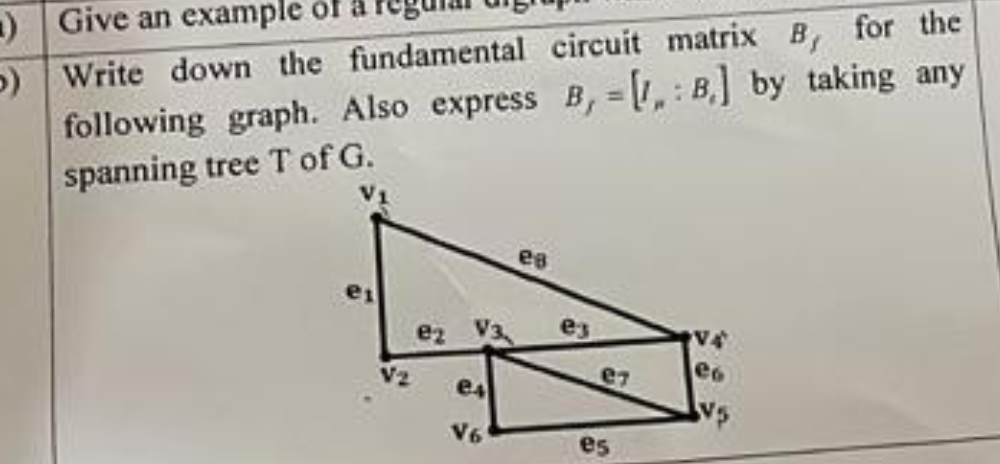 a) Give an example of a regular
b) Write down the fundamental circuit matrix B_f for the
following graph. Also express B_f = [I_μ : B_t] by taking any
spanning tree T of G.
v1
e8
e1
e2 v3 e3
v4
v2 e4 e7 e6
v5
v6
e5